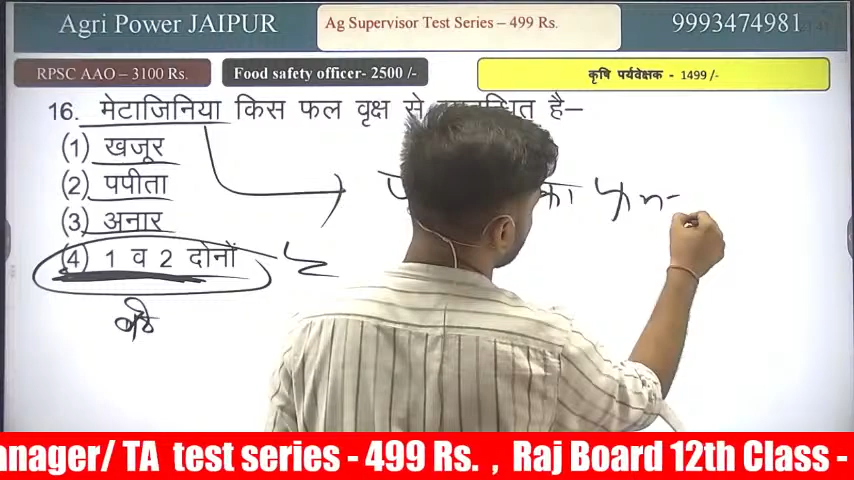 Agri Power JAIPUR
Ag Supervisor Test Series – 499 Rs.
9993474981
RPSC AAO – 3100 Rs.
Food safety officer- 2500 /-
कृषि पर्यवेक्षक - 1499 /-
16. मेटाजिनिया किस फल वृक्ष से है–
(1) खजूर
(2) पपीता
(3) अनार
(4) 1 व 2 दोनों
का
anager/ TA test series - 499 Rs. , Raj Board 12th Class -